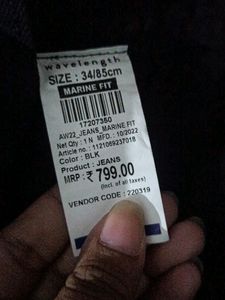 wavelength
SIZE : 34/85cm
MARINE FIT
17207350
AW22_JEANS_MARINE FIT
Net Qty : 1 N MFD. : 10/2022
Article no. : 1121069237018
Color : BLK
Product : JEANS
MRP : ₹ 799.00
(Incl. of all taxes)
VENDOR CODE : 220319